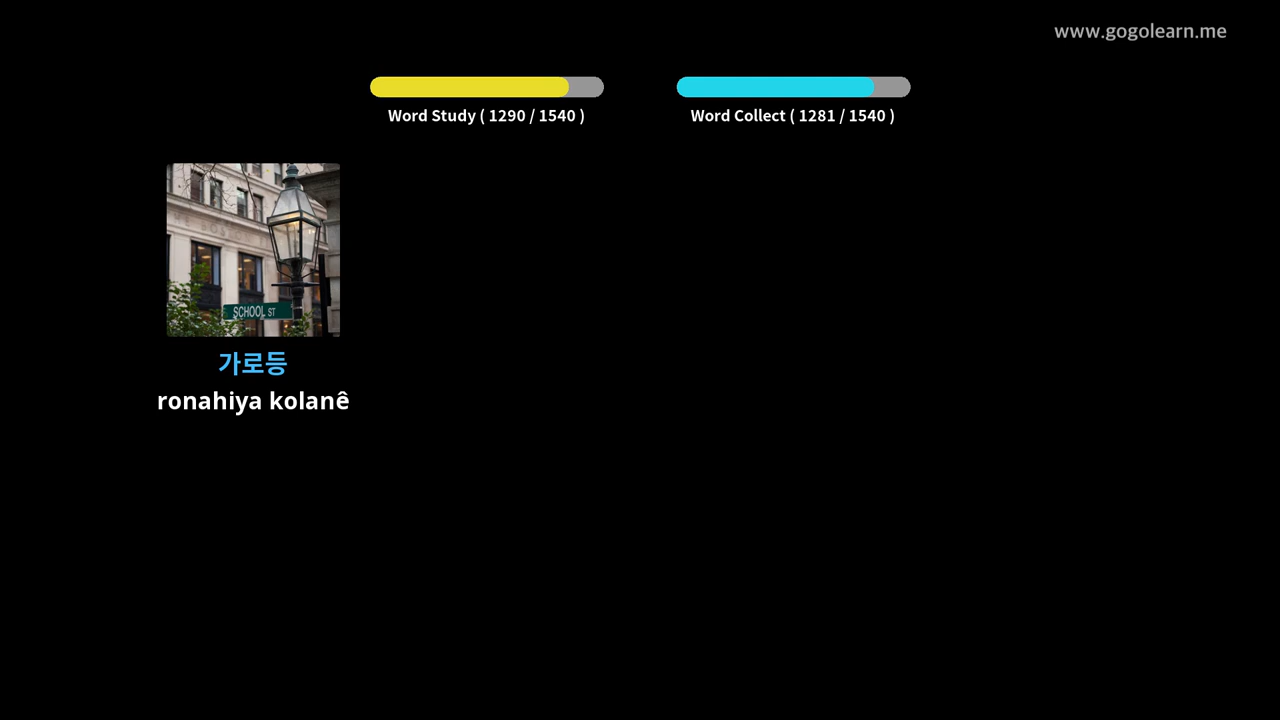 www.gogolearn.me
Word Study ( 1290 / 1540 )
Word Collect ( 1281 / 1540 )
SCHOOL ST
가로등
ronahiya kolanê